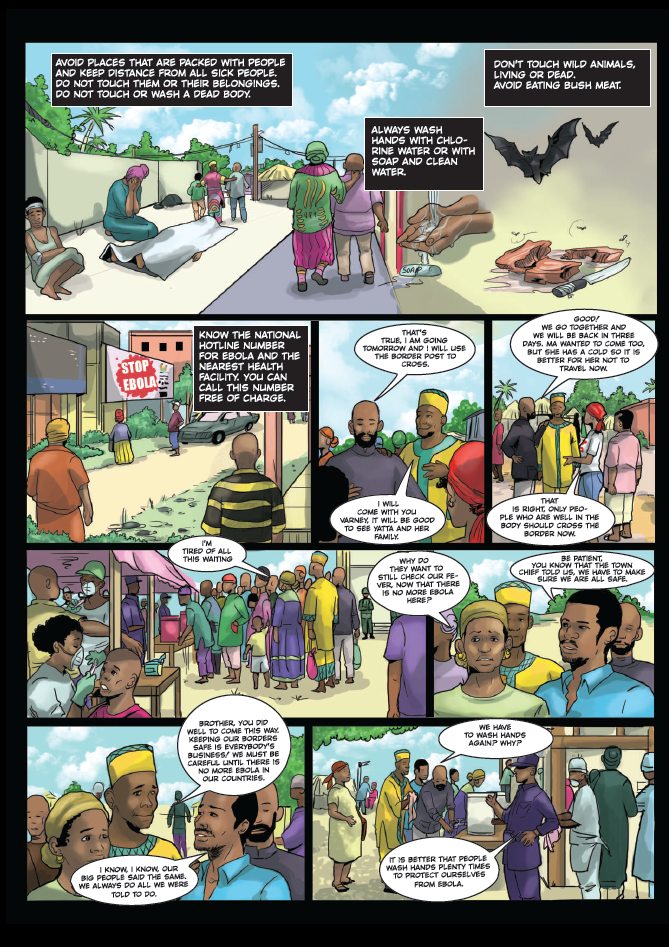 AVOID PLACES THAT ARE PACKED WITH PEOPLE
AND KEEP DISTANCE FROM ALL SICK PEOPLE.
DO NOT TOUCH THEM OR THEIR BELONGINGS.
DO NOT TOUCH OR WASH A DEAD BODY.
ALWAYS WASH
HANDS WITH CHLO-
RINE WATER OR WITH
SOAP AND CLEAN
WATER.
DON'T TOUCH WILD ANIMALS,
LIVING OR DEAD.
AVOID EATING BUSH MEAT.
SOAP
STOP
EBOLA
KNOW THE NATIONAL
HOTLINE NUMBER
FOR EBOLA AND THE
NEAREST HEALTH
FACILITY. YOU CAN
CALL THIS NUMBER
FREE OF CHARGE.
THAT'S
TRUE, I AM GOING
TOMORROW AND I WILL USE
THE BORDER POST TO
CROSS.
I WILL
COME WITH YOU
VARNEY, IT WILL BE GOOD
TO SEE YATTA AND HER
FAMILY.
GOOD!
WE GO TOGETHER AND
WE WILL BE BACK IN THREE
DAYS. MA WANTED TO COME TOO,
BUT SHE HAS A COLD SO IT IS
BETTER FOR HER NOT TO
TRAVEL NOW.
THAT
IS RIGHT, ONLY PEO-
PLE WHO ARE WELL IN THE
BODY SHOULD CROSS THE
BORDER NOW.
I'M
TIRED OF ALL
THIS WAITING
WHY DO
THEY WANT TO
STILL CHECK OUR FE-
VER, NOW THAT THERE
IS NO MORE EBOLA
HERE?
BE PATIENT,
YOU KNOW THAT THE TOWN
CHIEF TOLD US, WE HAVE TO MAKE
SURE WE ARE ALL SAFE.
BROTHER, YOU DID
WELL TO COME THIS WAY.
KEEPING OUR BORDERS
SAFE IS EVERYBODY'S
BUSINESS! WE MUST BE
CAREFUL UNTIL THERE IS
NO MORE EBOLA IN
OUR COUNTRIES.
I KNOW, I KNOW, OUR
BIG PEOPLE SAID THE SAME.
WE ALWAYS DO ALL WE WERE
TOLD TO DO.
WE HAVE
TO WASH HANDS
AGAIN? WHY?
IT IS BETTER THAT PEOPLE
WASH HANDS PLENTY TIMES
TO PROTECT OURSELVES
FROM EBOLA.